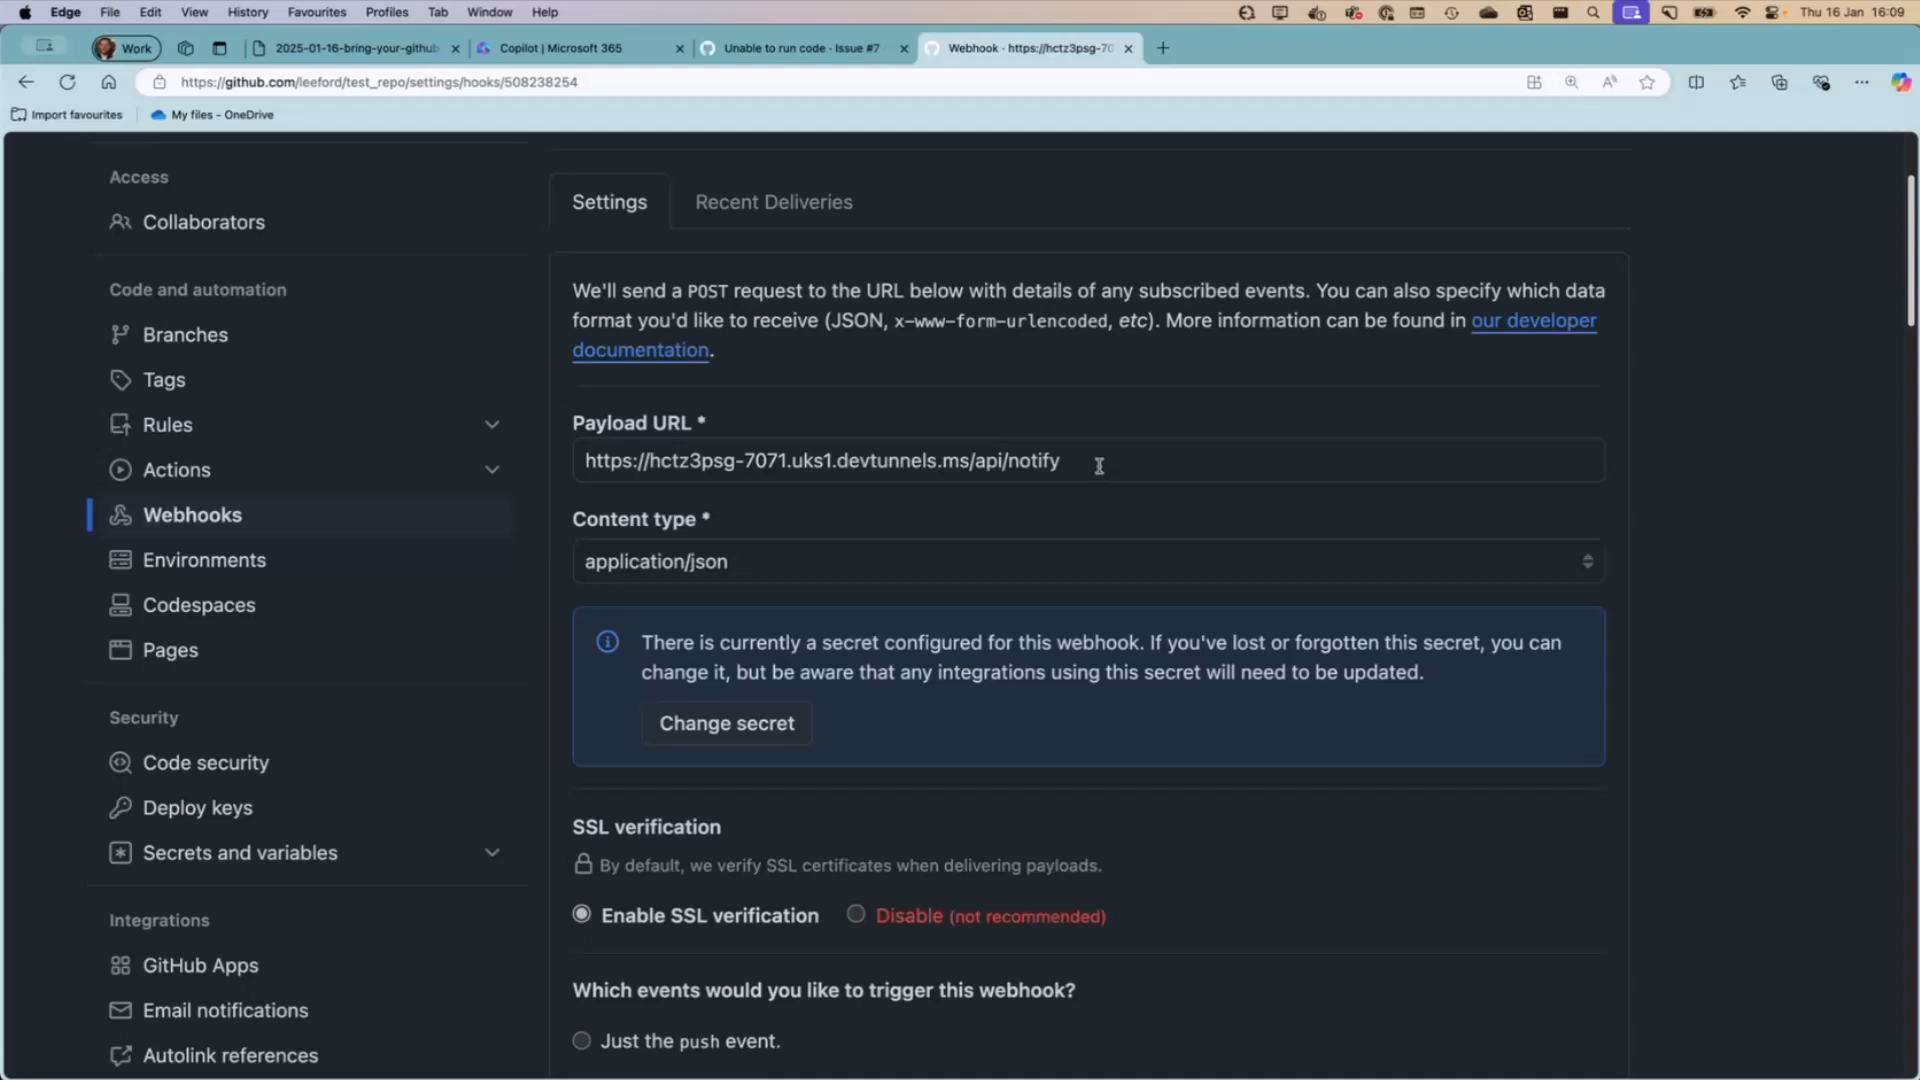 Edge File Edit View History Favourites Profiles Tab Window Help Thu 16 Jan 16:09
Work 2025-01-16-bring-your-github Copilot | Microsoft 365 Unable to run code · Issue #7 Webhook · https://hctz3psg-70
https://github.com/leeford/test_repo/settings/hooks/508238254
Import favourites My files - OneDrive
Access
Collaborators
Code and automation
Branches
Tags
Rules
Actions
Webhooks
Environments
Codespaces
Pages
Security
Code security
Deploy keys
Secrets and variables
Integrations
GitHub Apps
Email notifications
Autolink references
Settings Recent Deliveries
We'll send a POST request to the URL below with details of any subscribed events. You can also specify which data
format you'd like to receive (JSON, x-www-form-urlencoded, etc). More information can be found in our developer
documentation.
Payload URL *
https://hctz3psg-7071.uks1.devtunnels.ms/api/notify
Content type *
application/json
There is currently a secret configured for this webhook. If you've lost or forgotten this secret, you can
change it, but be aware that any integrations using this secret will need to be updated.
Change secret
SSL verification
By default, we verify SSL certificates when delivering payloads.
Enable SSL verification Disable (not recommended)
Which events would you like to trigger this webhook?
Just the push event.